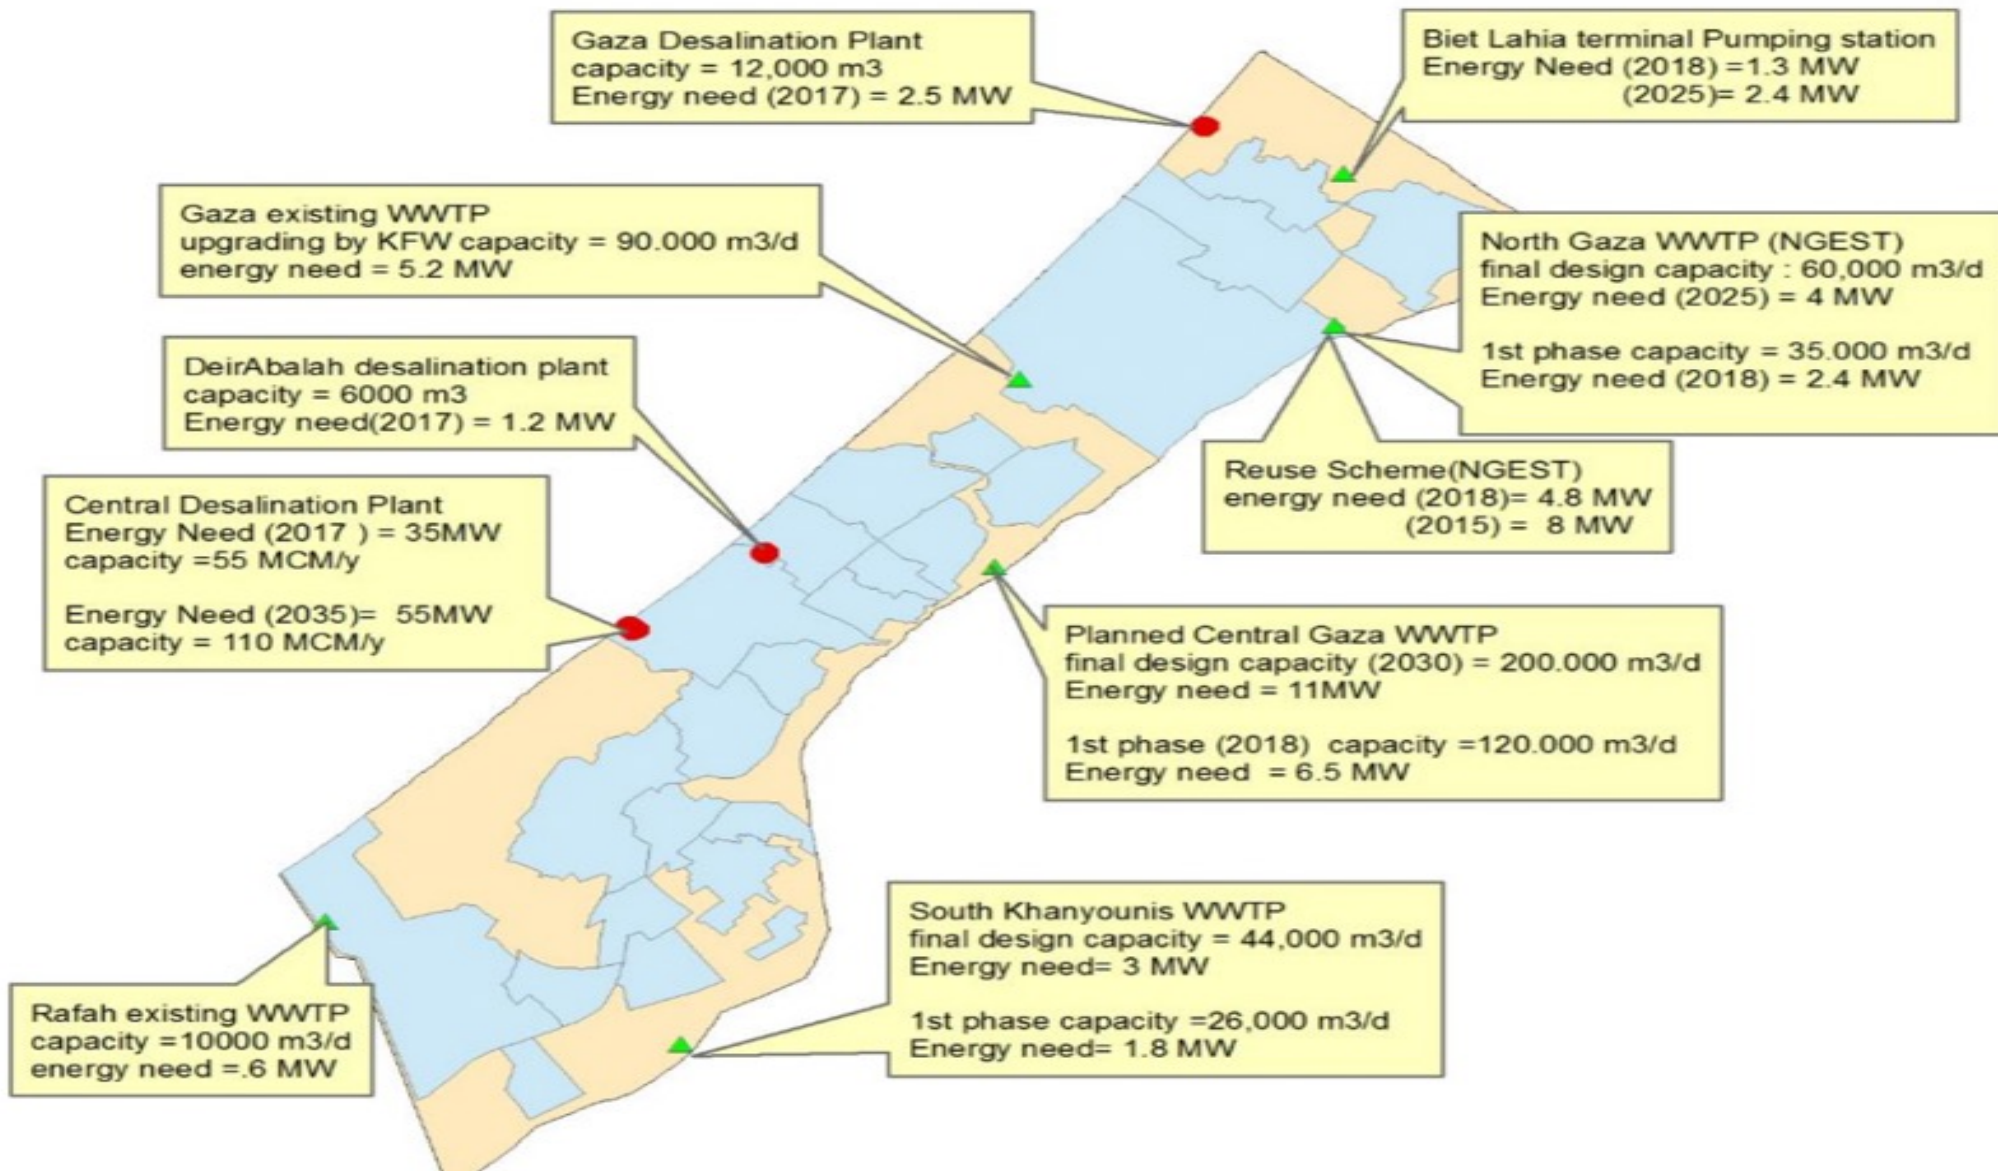 Gaza Desalination Plant
capacity = 12,000 m3
Energy need (2017) = 2.5 MW
Biet Lahia terminal Pumping station
Energy Need (2018) =1.3 MW
(2025)= 2.4 MW
Gaza existing WWTP
upgrading by KFW capacity = 90.000 m3/d
energy need = 5.2 MW
North Gaza WWTP (NGEST)
final design capacity : 60,000 m3/d
Energy need (2025) = 4 MW
1st phase capacity = 35.000 m3/d
Energy need (2018) = 2.4 MW
DeirAbalah desalination plant
capacity = 6000 m3
Energy need(2017) = 1.2 MW
Reuse Scheme(NGEST)
energy need (2018)= 4.8 MW
(2015) = 8 MW
Central Desalination Plant
Energy Need (2017 ) = 35MW
capacity =55 MCM/y
Energy Need (2035)= 55MW
capacity = 110 MCM/y
Planned Central Gaza WWTP
final design capacity (2030) = 200.000 m3/d
Energy need = 11MW
1st phase (2018) capacity =120.000 m3/d
Energy need = 6.5 MW
South Khanyounis WWTP
final design capacity = 44,000 m3/d
Energy need= 3 MW
1st phase capacity =26,000 m3/d
Energy need= 1.8 MW
Rafah existing WWTP
capacity =10000 m3/d
energy need =.6 MW